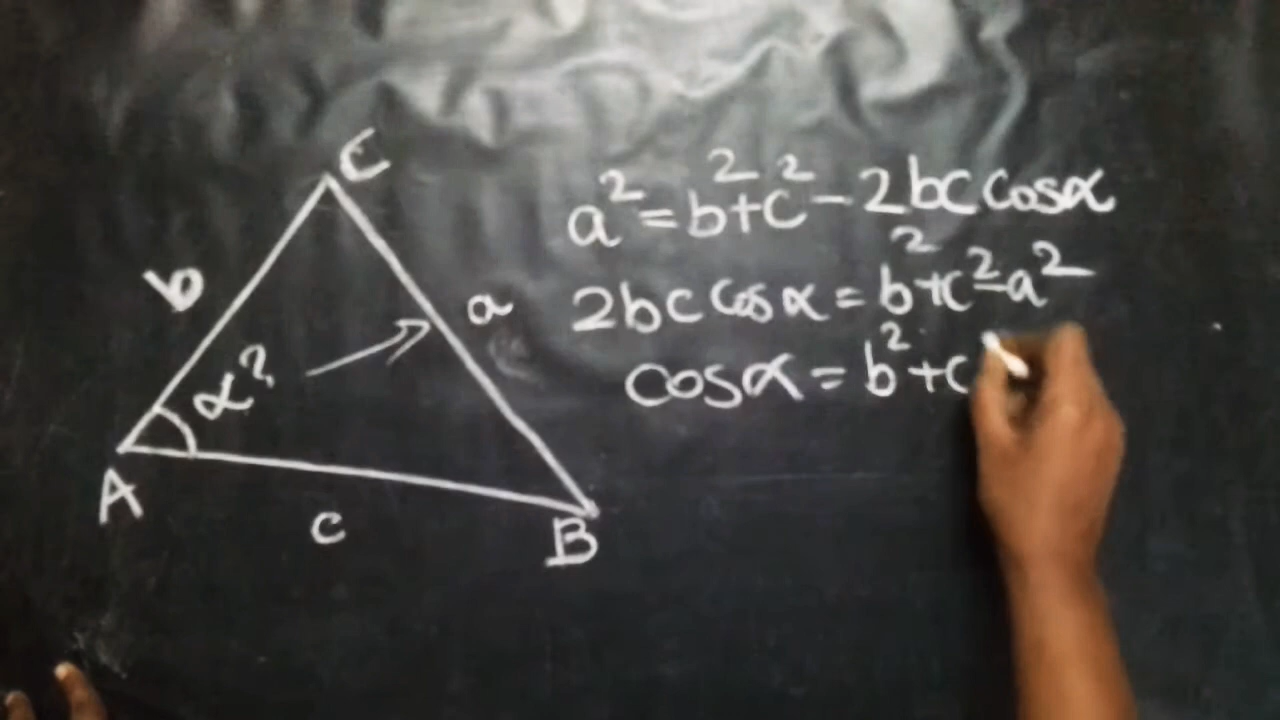 C
b
a
α?
A
c
B
a² = b² + c² - 2bc cosα
2bc cosα = b² + c² - a²
cosα = b² + c